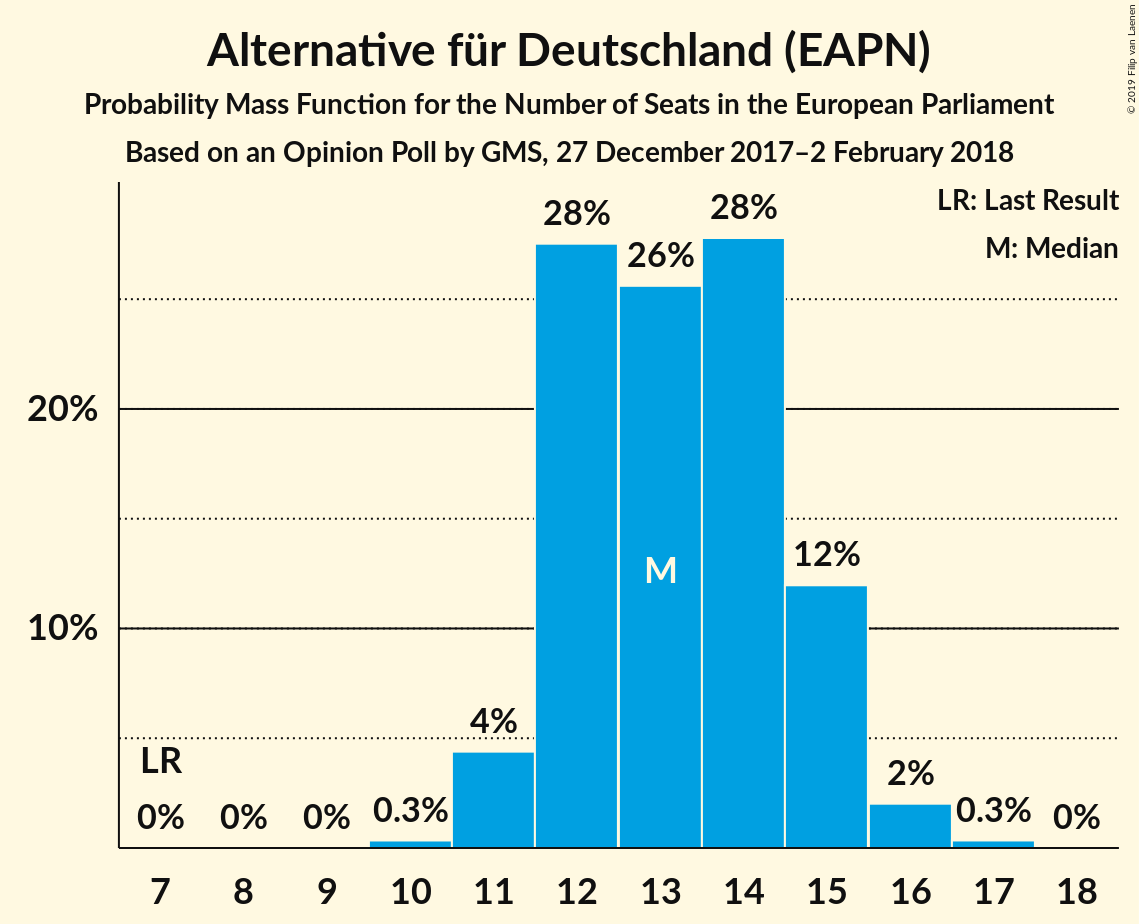 Alternative für Deutschland (EAPN)
Probability Mass Function for the Number of Seats in the European Parliament
Based on an Opinion Poll by GMS, 27 December 2017–2 February 2018
© 2019 Filip van Laenen
LR: Last Result
M: Median
28%
26%
28%
20%
12%
M
10%
4%
LR
0%
0%
0%
0.3%
2%
0.3%
0%
7 8 9 10 11 12 13 14 15 16 17 18